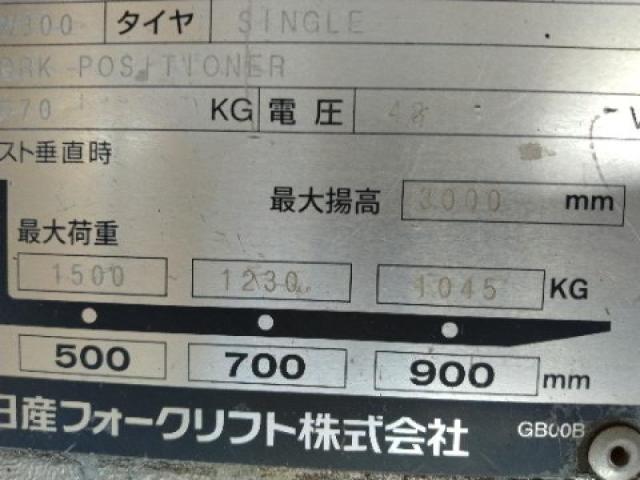 W300 タイヤ SINGLE
ORK POSITIONER
670 KG 電圧 48 V
スト垂直時
最大揚高 3000 mm
最大荷重
1500 1230 1045 KG
500 700 900 mm
日産フォークリフト株式会社 GB00B